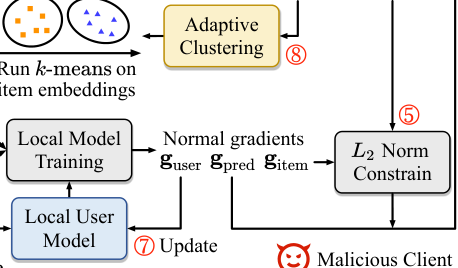 Adaptive
Clustering
⑧
Run k-means on
item embeddings
⑤
Local Model
Training
Normal gradients
g_user g_pred g_item
L₂ Norm
Constrain
Local User
Model
⑦ Update
Malicious Client